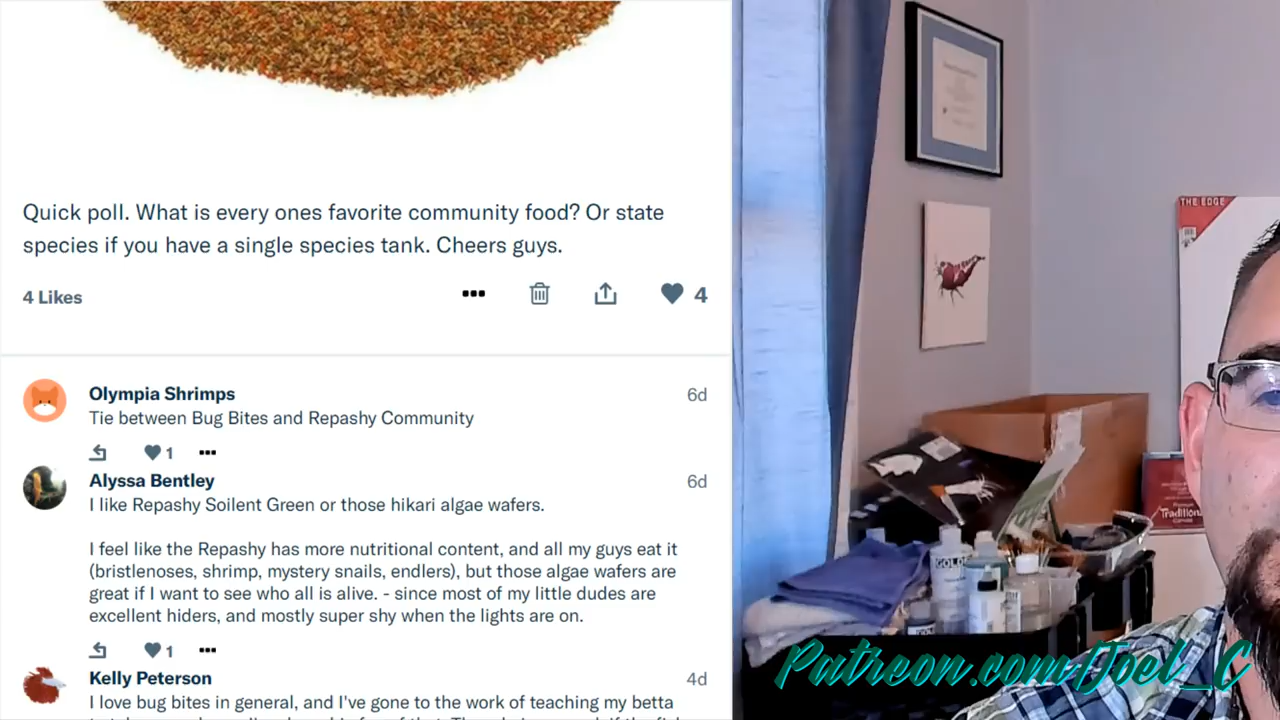 Quick poll. What is every ones favorite community food? Or state
species if you have a single species tank. Cheers guys.
4 Likes
4
Olympia Shrimps
6d
Tie between Bug Bites and Repashy Community
1
Alyssa Bentley
6d
I like Repashy Soilent Green or those hikari algae wafers.
I feel like the Repashy has more nutritional content, and all my guys eat it
(bristlenoses, shrimp, mystery snails, endlers), but those algae wafers are
great if I want to see who all is alive. - since most of my little dudes are
excellent hiders, and mostly super shy when the lights are on.
1
Kelly Peterson
4d
I love bug bites in general, and I've gone to the work of teaching my betta
THE EDGE
GOLD
Traditiona
Patreon.com/Joel_C